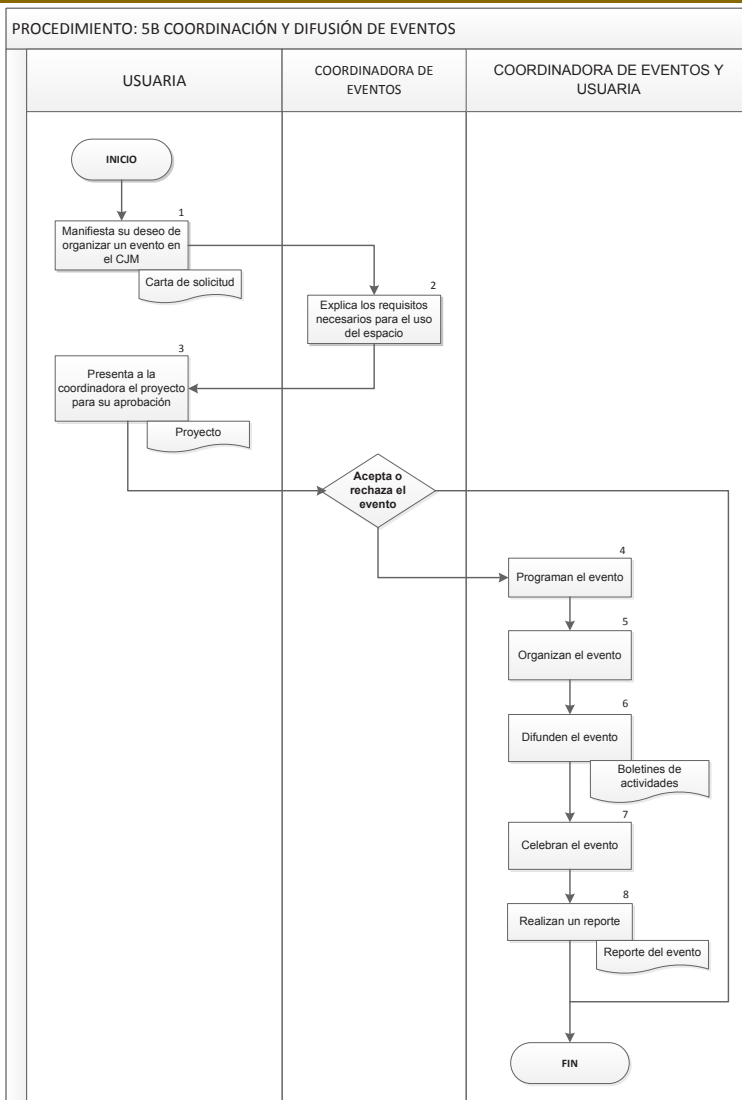 PROCEDIMIENTO: 5B COORDINACIÓN Y DIFUSIÓN DE EVENTOS
USUARIA
COORDINADORA DE
EVENTOS
COORDINADORA DE EVENTOS Y
USUARIA
INICIO
1
Manifiesta su deseo de
organizar un evento en
el CJM
Carta de solicitud
2
Explica los requisitos
necesarios para el uso
del espacio
3
Presenta a la
coordinadora el proyecto
para su aprobación
Proyecto
Acepta o
rechaza el
evento
4
Programan el evento
5
Organizan el evento
6
Difunden el evento
Boletines de
actividades
7
Celebran el evento
8
Realizan un reporte
Reporte del evento
FIN